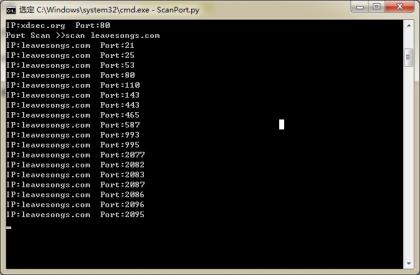 选定 C:\Windows\system32\cmd.exe - ScanPort.py
IP:xdsec.org Port:80
Port Scan >>scan leavesongs.com
IP:leavesongs.com Port:21
IP:leavesongs.com Port:25
IP:leavesongs.com Port:53
IP:leavesongs.com Port:80
IP:leavesongs.com Port:110
IP:leavesongs.com Port:143
IP:leavesongs.com Port:443
IP:leavesongs.com Port:465
IP:leavesongs.com Port:587
IP:leavesongs.com Port:993
IP:leavesongs.com Port:995
IP:leavesongs.com Port:2077
IP:leavesongs.com Port:2082
IP:leavesongs.com Port:2083
IP:leavesongs.com Port:2087
IP:leavesongs.com Port:2086
IP:leavesongs.com Port:2096
IP:leavesongs.com Port:2095